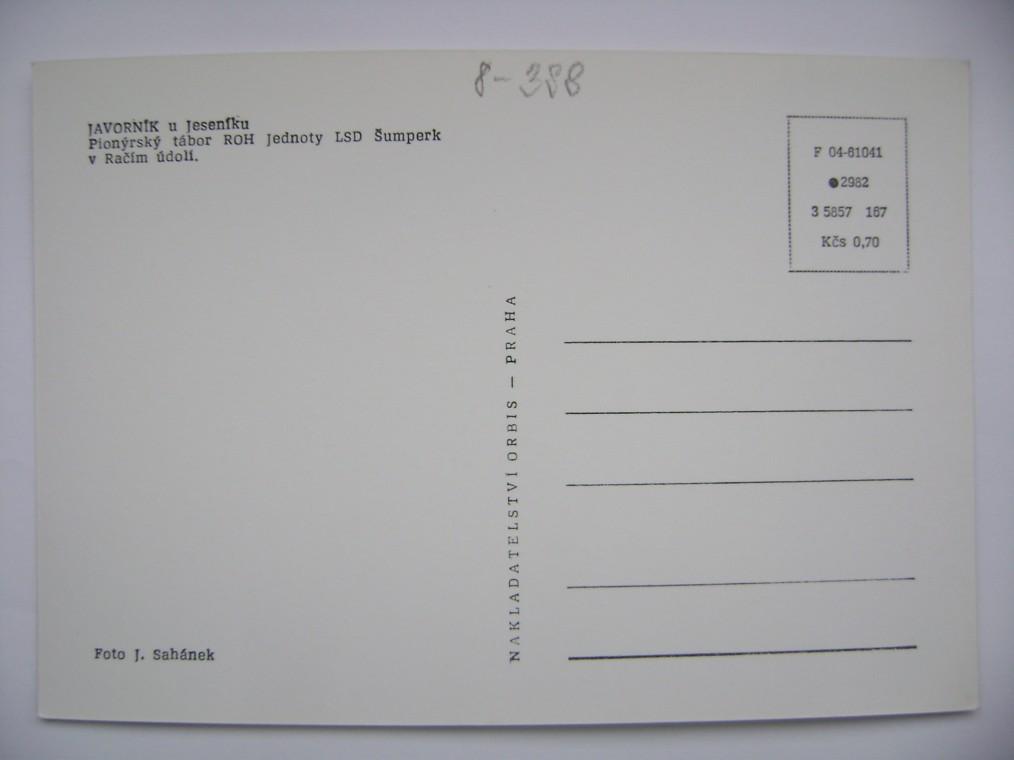 8-388
JAVORNÍK u Jeseníku
Pionýrský tábor ROH Jednoty LSD Šumperk
v Račím údolí.
F 04-61041
●2982
3 5857 167
Kčs 0,70
NAKLADATELSTVÍ ORBIS — PRAHA
Foto J. Sahánek